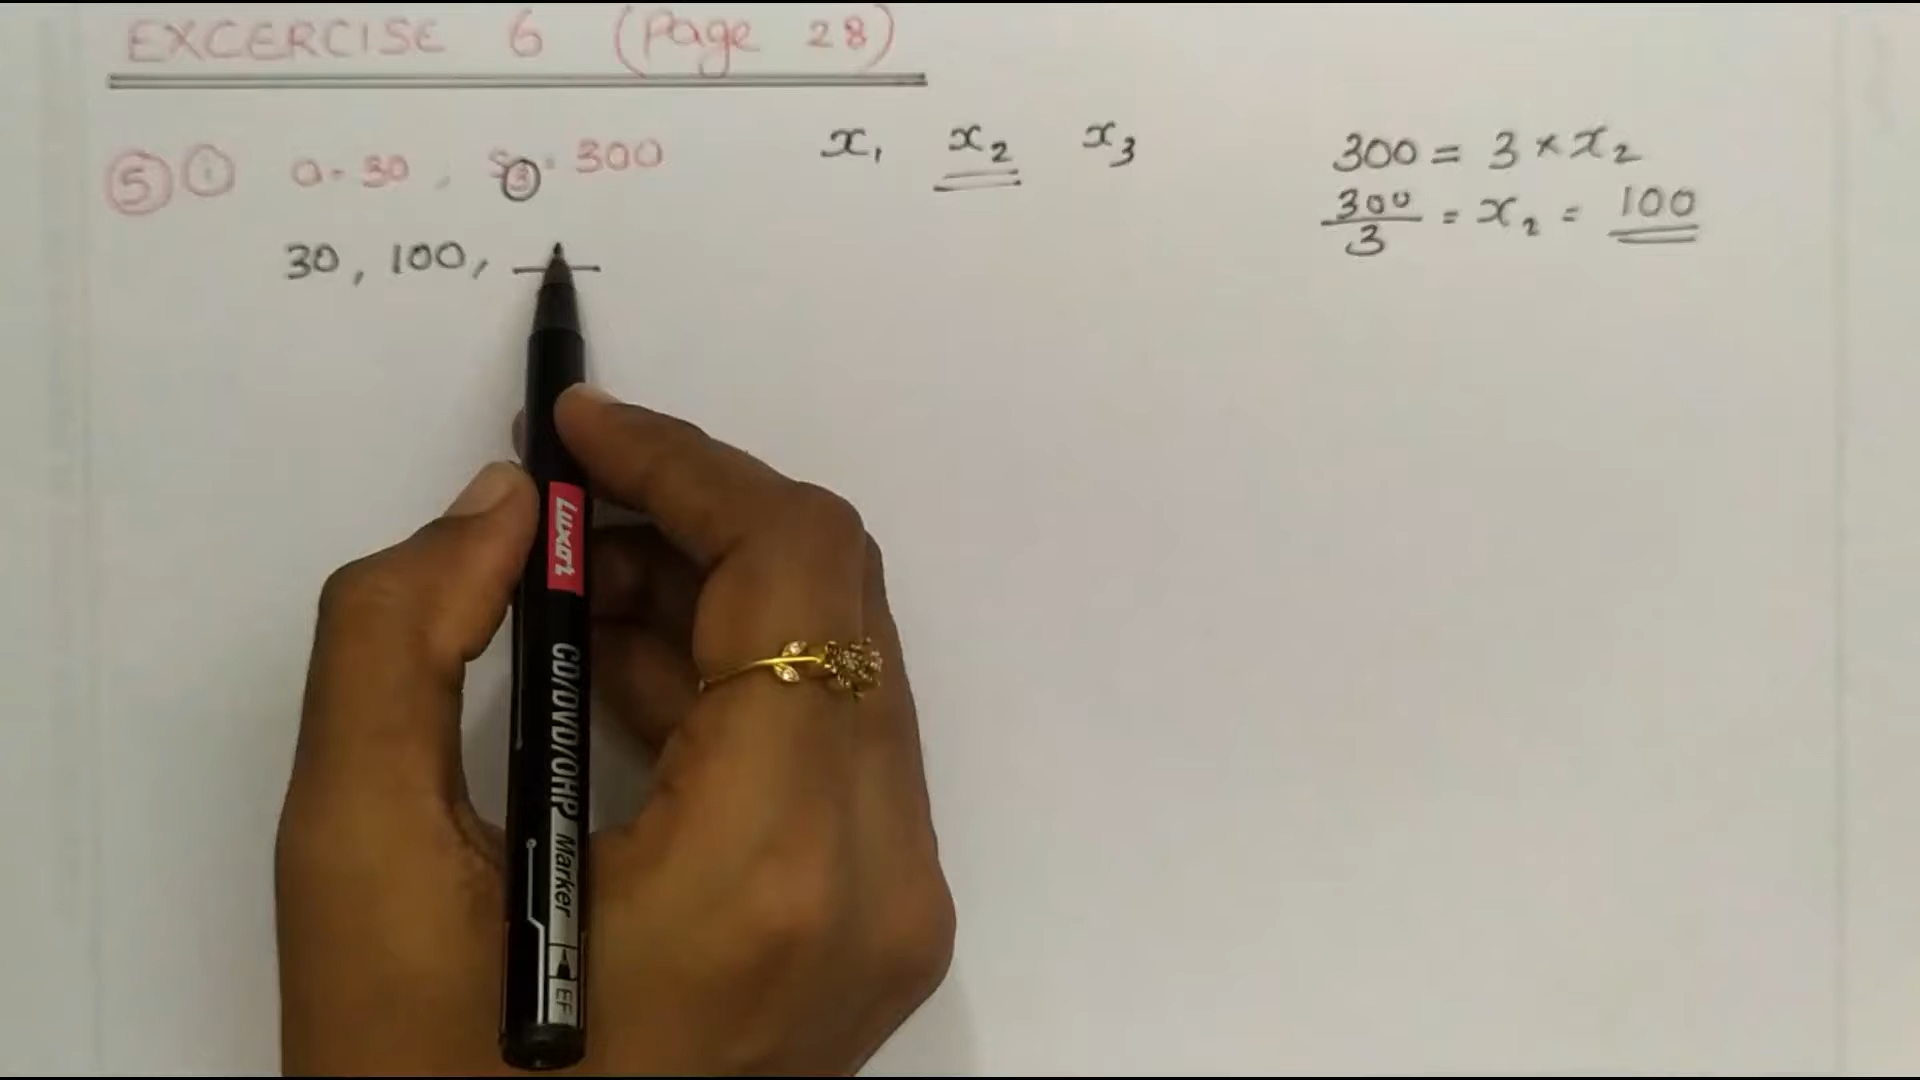 EXCERCISE 6 (Page 28)
⑤ ① a = 30, S③ = 300
x₁ x₂ x₃
30, 100,
300 = 3 * x₂
300/3 = x₂ = 100
Luxor
CD/DVD/OHP Marker
EF